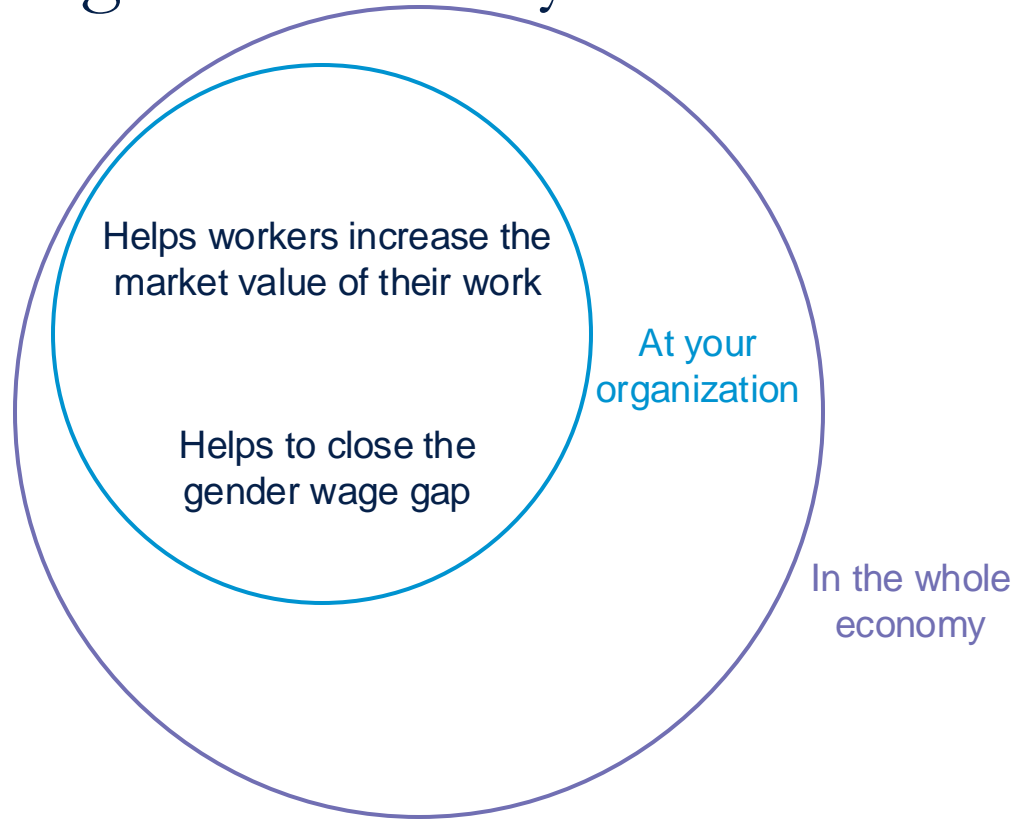 Helps workers increase the
market value of their work
At your
organization
Helps to close the
gender wage gap
In the whole
economy